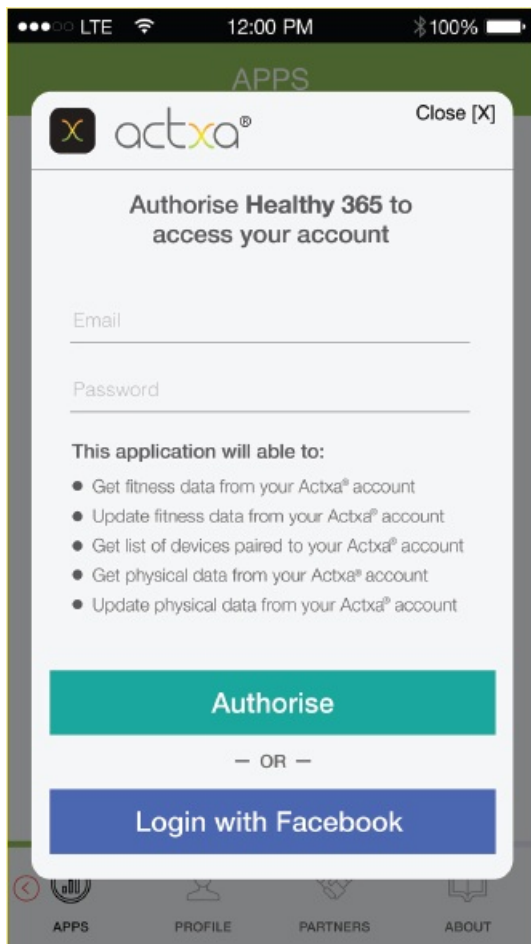 LTE 12:00 PM 100%
APPS
Close [X]
actxa®
Authorise Healthy 365 to
access your account
Email
Password
This application will able to:
● Get fitness data from your Actxa® account
● Update fitness data from your Actxa® account
● Get list of devices paired to your Actxa® account
● Get physical data from your Actxa® account
● Update physical data from your Actxa® account
Authorise
— OR —
Login with Facebook
APPS PROFILE PARTNERS ABOUT